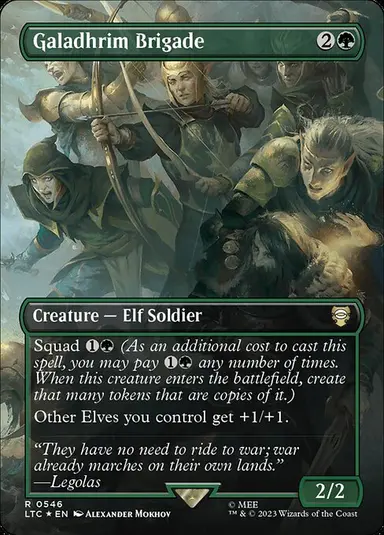 Galadhrim Brigade 2
Creature — Elf Soldier
Squad 1 (As an additional cost to cast this
spell, you may pay 1 any number of times.
When this creature enters the battlefield, create
that many tokens that are copies of it.)
Other Elves you control get +1/+1.
“They have no need to ride to war; war
already marches on their own lands.”
—Legolas
2/2
R 0546
LTC ★ EN Alexander Mokhov
© MEE
™ & © 2023 Wizards of the Coast